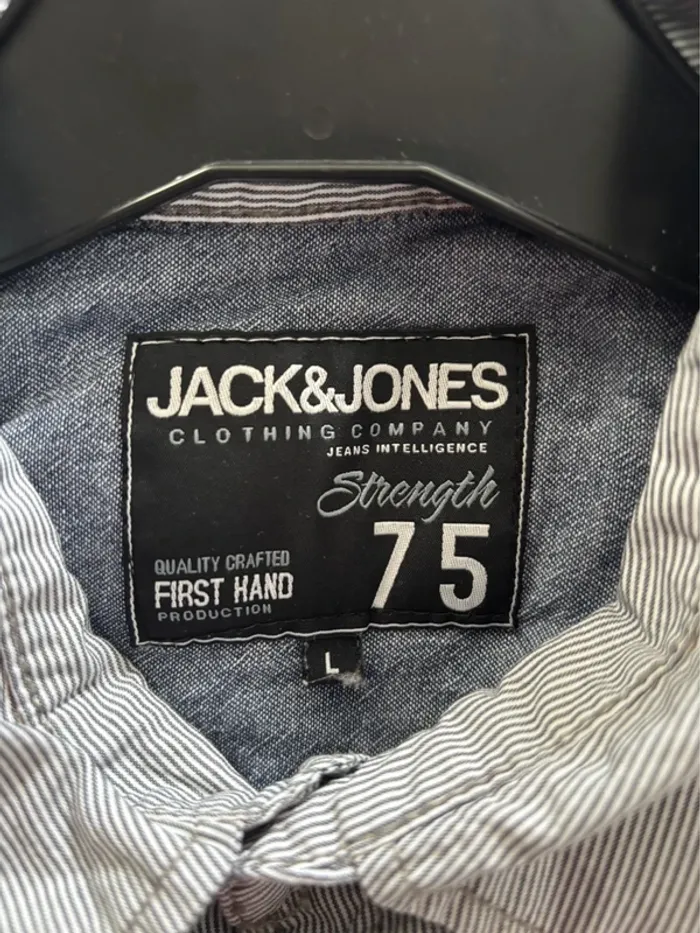 JACK&JONES
CLOTHING COMPANY
JEANS INTELLIGENCE
Strength
75
QUALITY CRAFTED
FIRST HAND
PRODUCTION
L